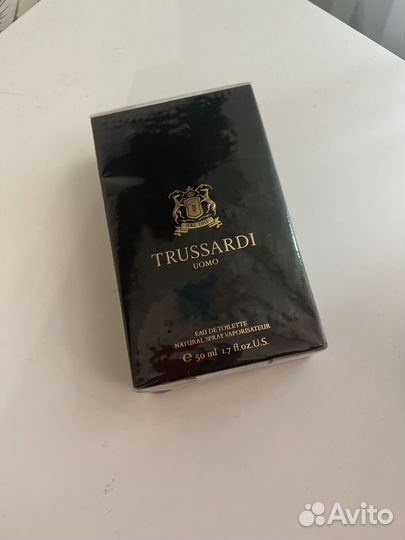 TRUSSARDI
UOMO
EAU DE TOILETTE
NATURAL SPRAY VAPORISATEUR
e 50 ml 1.7 fl.oz U.S.
Avito